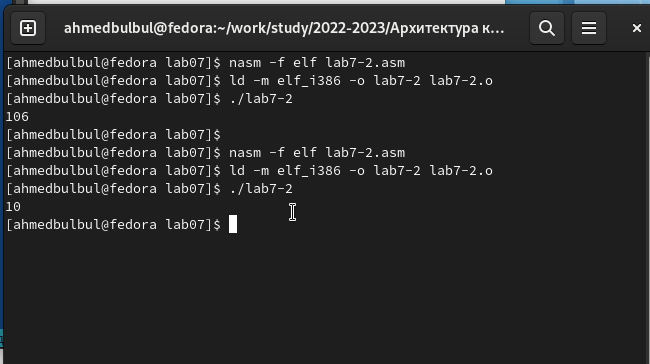 ahmedbulbul@fedora:~/work/study/2022-2023/Архитектура к...
[ahmedbulbul@fedora lab07]$ nasm -f elf lab7-2.asm
[ahmedbulbul@fedora lab07]$ ld -m elf_i386 -o lab7-2 lab7-2.o
[ahmedbulbul@fedora lab07]$ ./lab7-2
106
[ahmedbulbul@fedora lab07]$
[ahmedbulbul@fedora lab07]$ nasm -f elf lab7-2.asm
[ahmedbulbul@fedora lab07]$ ld -m elf_i386 -o lab7-2 lab7-2.o
[ahmedbulbul@fedora lab07]$ ./lab7-2
10
[ahmedbulbul@fedora lab07]$